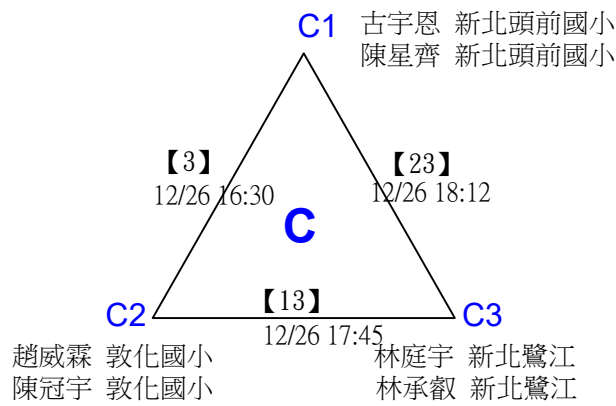 C1
古宇恩 新北頭前國小
陳星齊 新北頭前國小
【3】
12/26 16:30
【23】
12/26 18:12
C
【13】
12/26 17:45
C2
C3
趙威霖 敦化國小
陳冠宇 敦化國小
林庭宇 新北鷺江
林承叡 新北鷺江